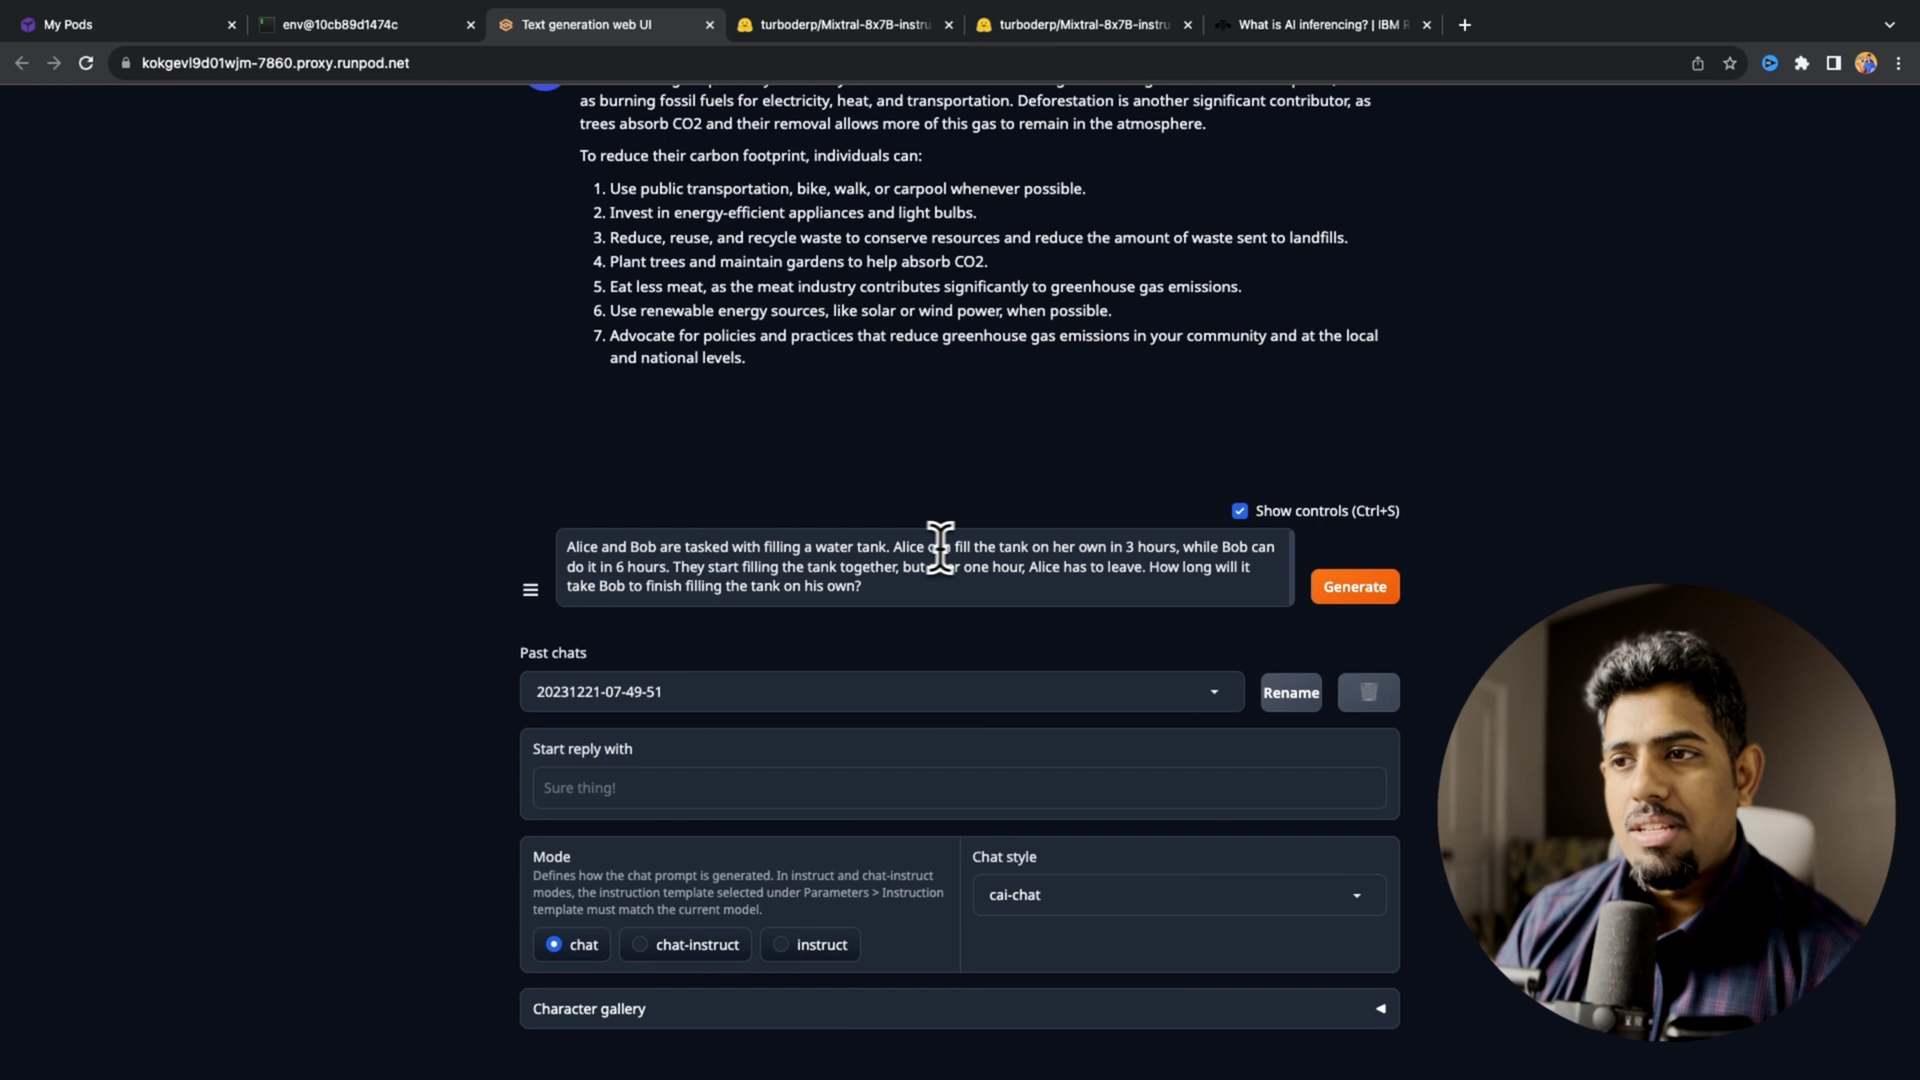 My Pods
env@10cb89d1474c
Text generation web UI
turboderp/Mixtral-8x7B-instru
turboderp/Mixtral-8x7B-instru
What is AI inferencing? | IBM R
kokgevl9d01wjm-7860.proxy.runpod.net
as burning fossil fuels for electricity, heat, and transportation. Deforestation is another significant contributor, as
trees absorb CO2 and their removal allows more of this gas to remain in the atmosphere.
To reduce their carbon footprint, individuals can:
1. Use public transportation, bike, walk, or carpool whenever possible.
2. Invest in energy-efficient appliances and light bulbs.
3. Reduce, reuse, and recycle waste to conserve resources and reduce the amount of waste sent to landfills.
4. Plant trees and maintain gardens to help absorb CO2.
5. Eat less meat, as the meat industry contributes significantly to greenhouse gas emissions.
6. Use renewable energy sources, like solar or wind power, when possible.
7. Advocate for policies and practices that reduce greenhouse gas emissions in your community and at the local
and national levels.
Show controls (Ctrl+S)
Alice and Bob are tasked with filling a water tank. Alice fill the tank on her own in 3 hours, while Bob can
do it in 6 hours. They start filling the tank together, but one hour, Alice has to leave. How long will it
take Bob to finish filling the tank on his own?
Generate
Past chats
20231221-07-49-51
Rename
Start reply with
Sure thing!
Mode
Defines how the chat prompt is generated. In instruct and chat-instruct
modes, the instruction template selected under Parameters > Instruction
template must match the current model.
chat
chat-instruct
instruct
Chat style
cai-chat
Character gallery